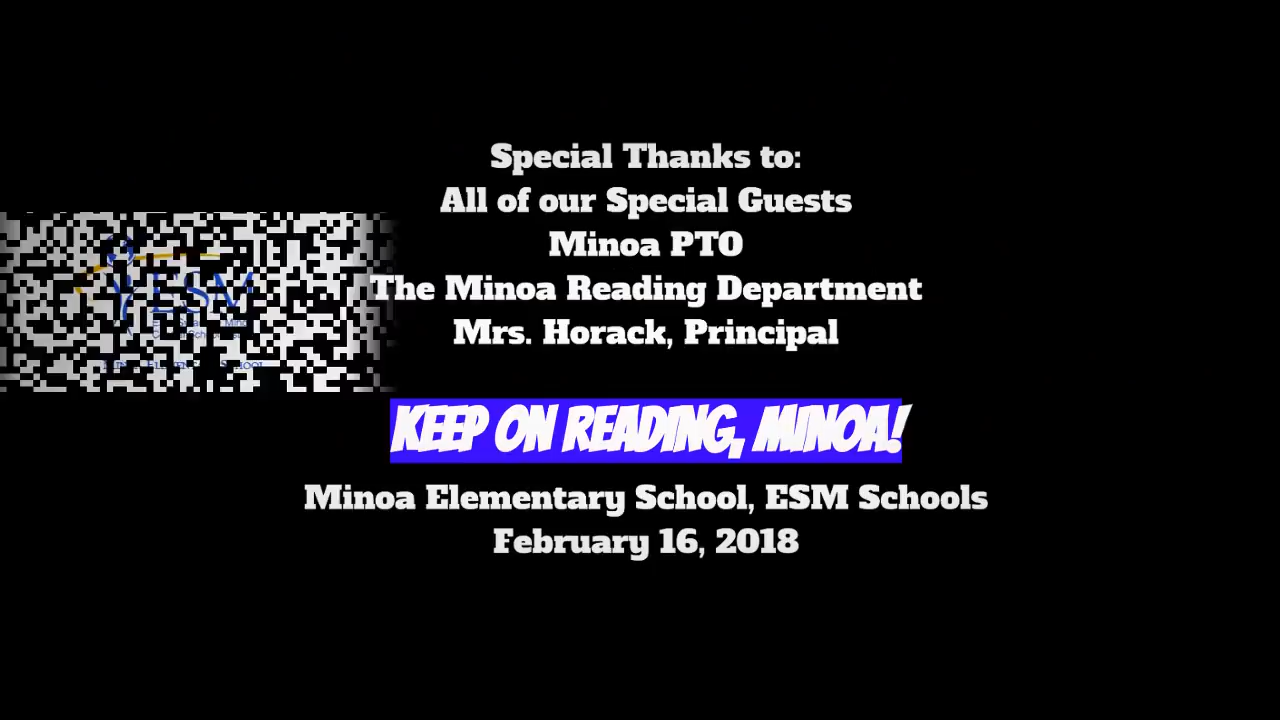 Special Thanks to:
All of our Special Guests
Minoa PTO
The Minoa Reading Department
Mrs. Horack, Principal
ESM
KEEP ON READING, MINOA!
Minoa Elementary School, ESM Schools
February 16, 2018